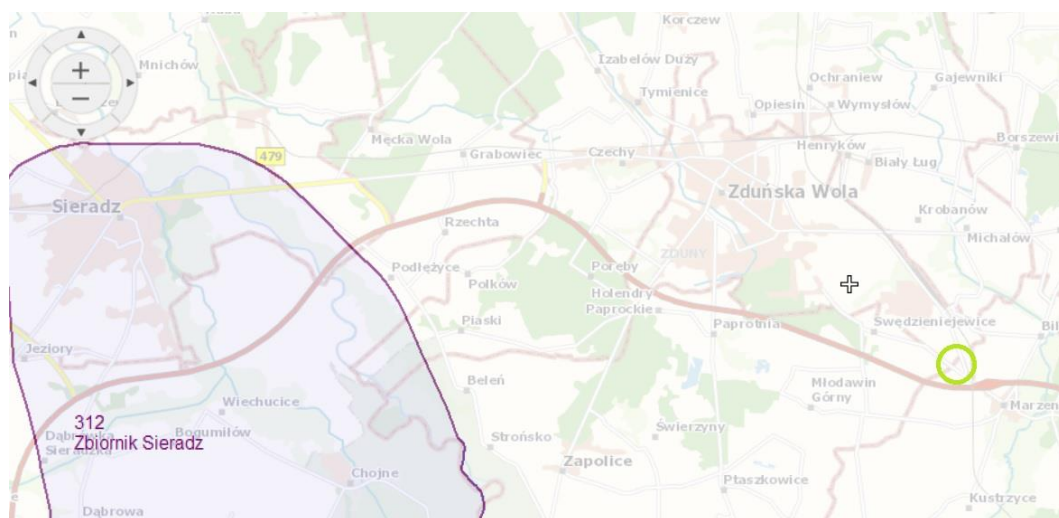 Korczew
Mnichów
Izabelów Duży
Ochraniew
Gajewniki
Tymienice
Opiesin
Wymysłów
Męcka Wola
Borszew
479
Grabowiec
Czechy
Henryków
Biały Ług
Sieradz
Zduńska Wola
Krobanów
Rzechta
Michałów
ZDUNY
Podłężyce
Poręby
Polków
Holendry
Paprockie
Piaski
Paprotnia
Swędzieniejewice
Jeziory
Beleń
Młodawin
Górny
Wiechucice
Marzen
312
Zbiornik Sieradz
Dąbrówka
Sieradzka
Bogumiłów
Strońsko
Świerzyny
Zapolice
Chojne
Ptaszkowice
Kustrzyce
Dąbrowa